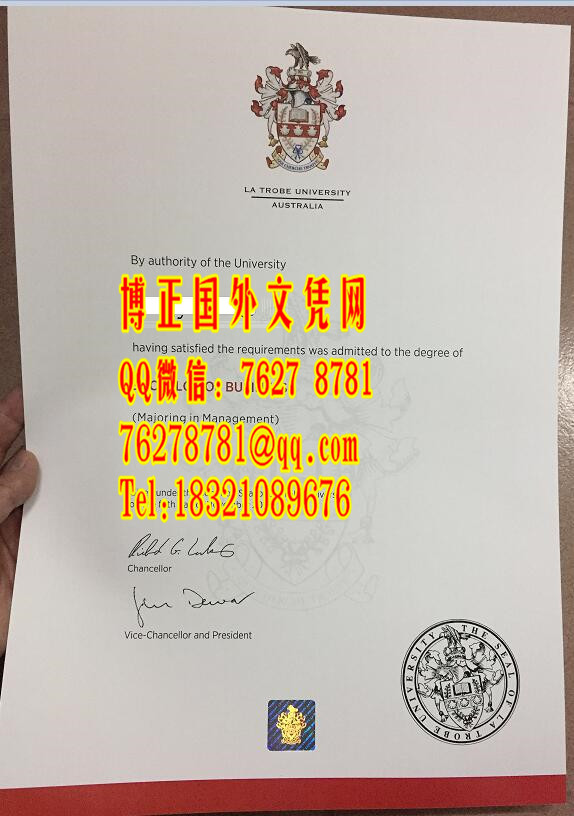 LA TROBE UNIVERSITY
AUSTRALIA
By authority of the University
博正国外文凭网
having satisfied the requirements was admitted to the degree of
QQ微信：7627 8781
(Majoring in Management)
76278781@qq.com
Tel:18321089676
Chancellor
Vice-Chancellor and President
THE SEAL OF LA TROBE UNIVERSITY